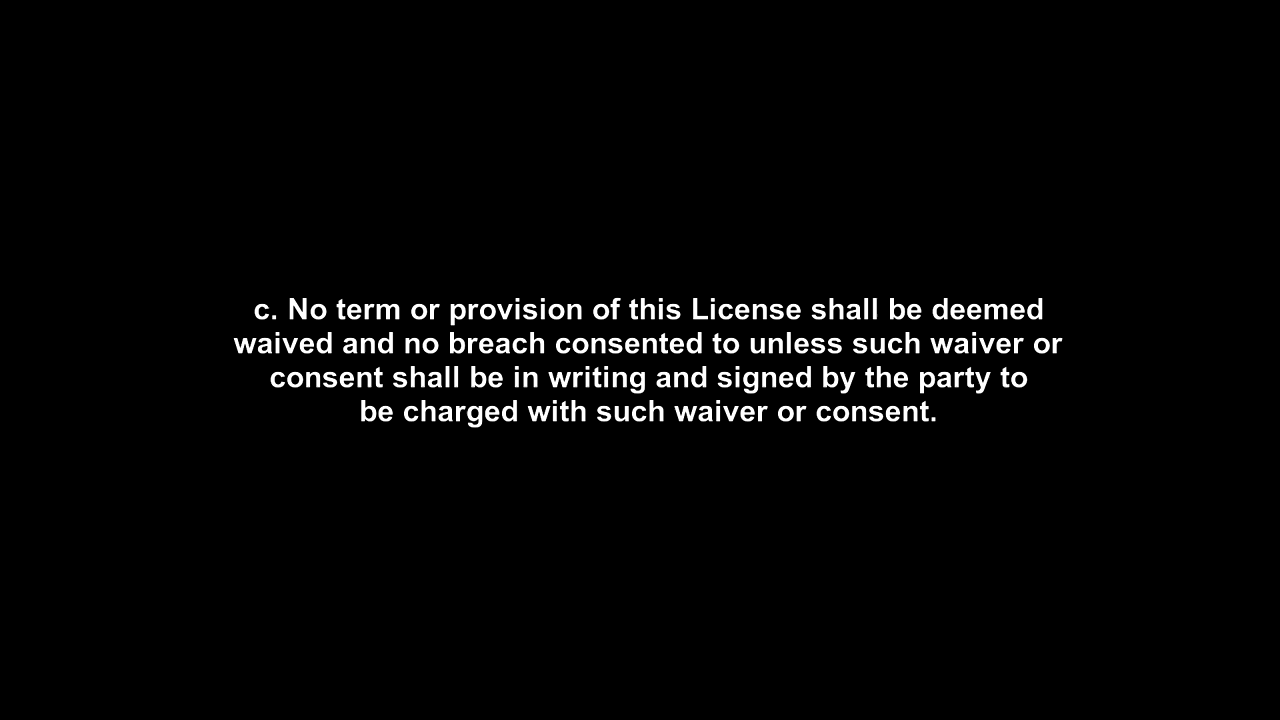 c. No term or provision of this License shall be deemed
waived and no breach consented to unless such waiver or
consent shall be in writing and signed by the party to
be charged with such waiver or consent.